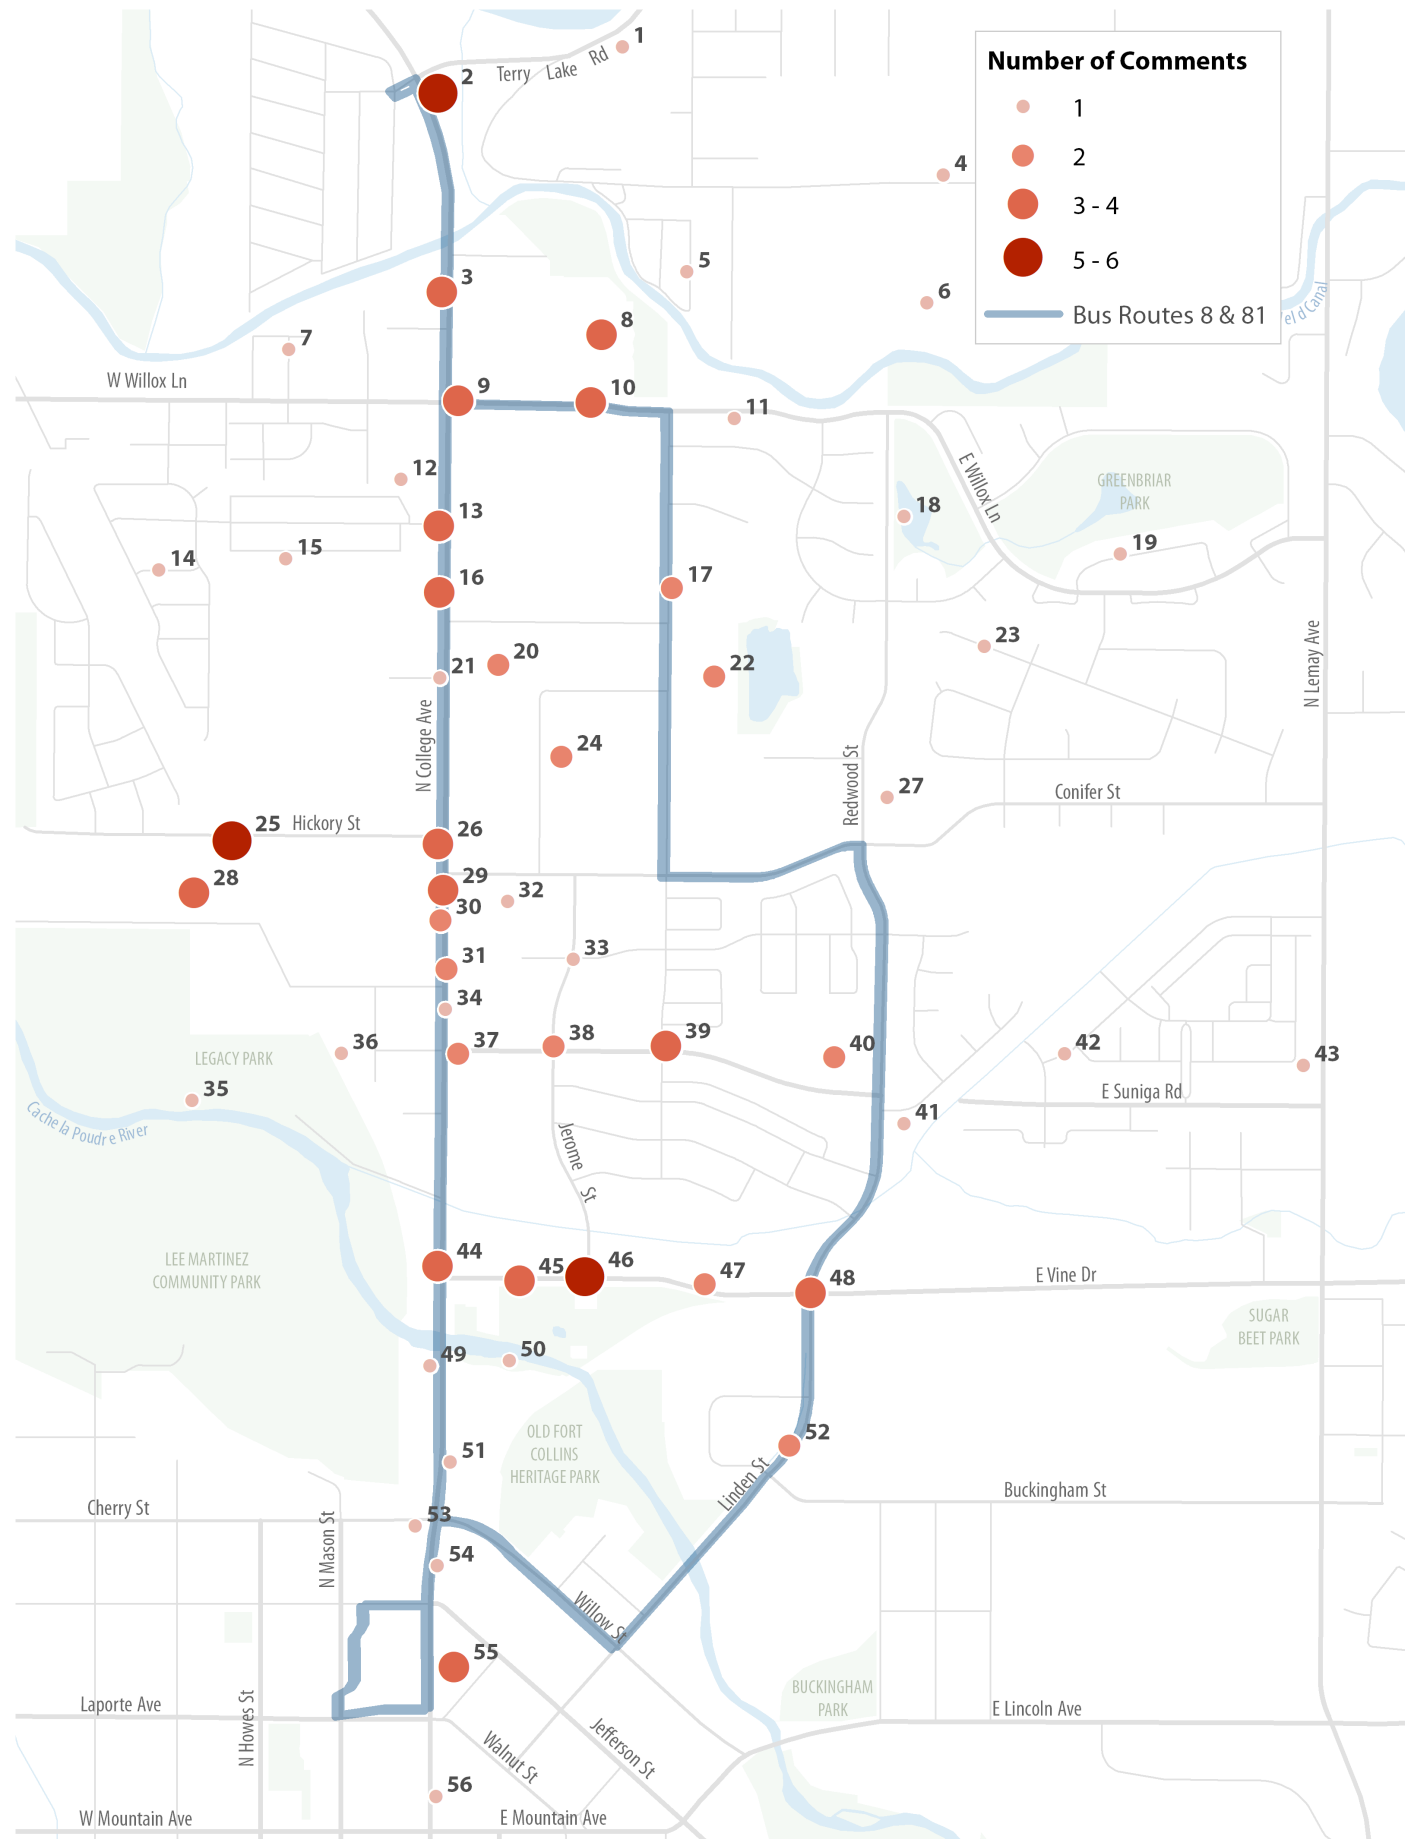 1
Terry Lake Rd
2
Number of Comments
1
2
3 - 4
5 - 6
Bus Routes 8 & 81
4
5
3
6
8
7
W Willox Ln
9
10
11
12
E Willox Ln
GREENBRIAR
PARK
13
18
19
14
15
16
17
23
20
21
22
N Lemay Ave
N College Ave
24
Redwood St
27
Conifer St
25
Hickory St
26
28
29
32
30
33
31
34
36
37
38
39
40
42
43
LEGACY PARK
35
E Suniga Rd
Cache la Poudre River
41
Jerome St
44
45
46
47
48
E Vine Dr
LEE MARTINEZ
COMMUNITY PARK
SUGAR
BEET PARK
49
50
52
51
OLD FORT
COLLINS
HERITAGE PARK
Linden St
Buckingham St
Cherry St
53
N Mason St
54
Willow St
55
BUCKINGHAM
PARK
Laporte Ave
E Lincoln Ave
N Howes St
Walnut St
Jefferson St
56
W Mountain Ave
E Mountain Ave